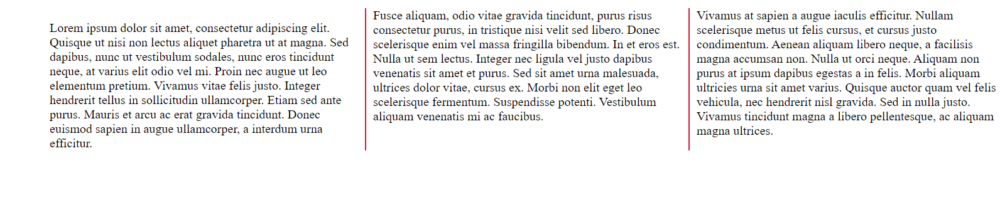 Lorem ipsum dolor sit amet, consectetur adipiscing elit.
Quisque ut nisi non lectus aliquet pharetra ut at magna. Sed
dapibus, nunc ut vestibulum sodales, nunc eros tincidunt
neque, at varius elit odio vel mi. Proin nec augue ut leo
elementum pretium. Vivamus vitae felis justo. Integer
hendrerit tellus in sollicitudin ullamcorper. Etiam sed ante
purus. Mauris et arcu ac erat gravida tincidunt. Donec
euismod sapien in augue ullamcorper, a interdum urna
efficitur.
Fusce aliquam, odio vitae gravida tincidunt, purus risus
consectetur purus, in tristique nisi velit sed libero. Donec
scelerisque enim vel massa fringilla bibendum. In et eros est.
Nulla ut sem lectus. Integer nec ligula vel justo dapibus
venenatis sit amet et purus. Sed sit amet urna malesuada,
ultrices dolor vitae, cursus ex. Morbi non elit eget leo
scelerisque fermentum. Suspendisse potenti. Vestibulum
aliquam venenatis mi ac faucibus.
Vivamus at sapien a augue iaculis efficitur. Nullam
scelerisque metus ut felis cursus, et cursus justo
condimentum. Aenean aliquam libero neque, a facilisis
magna accumsan non. Nulla ut orci neque. Aliquam non
purus at ipsum dapibus egestas a in felis. Morbi aliquam
ultricies urna sit amet varius. Quisque auctor quam vel felis
vehicula, nec hendrerit nisl gravida. Sed in nulla justo.
Vivamus tincidunt magna a libero pellentesque, ac aliquam
magna ultrices.